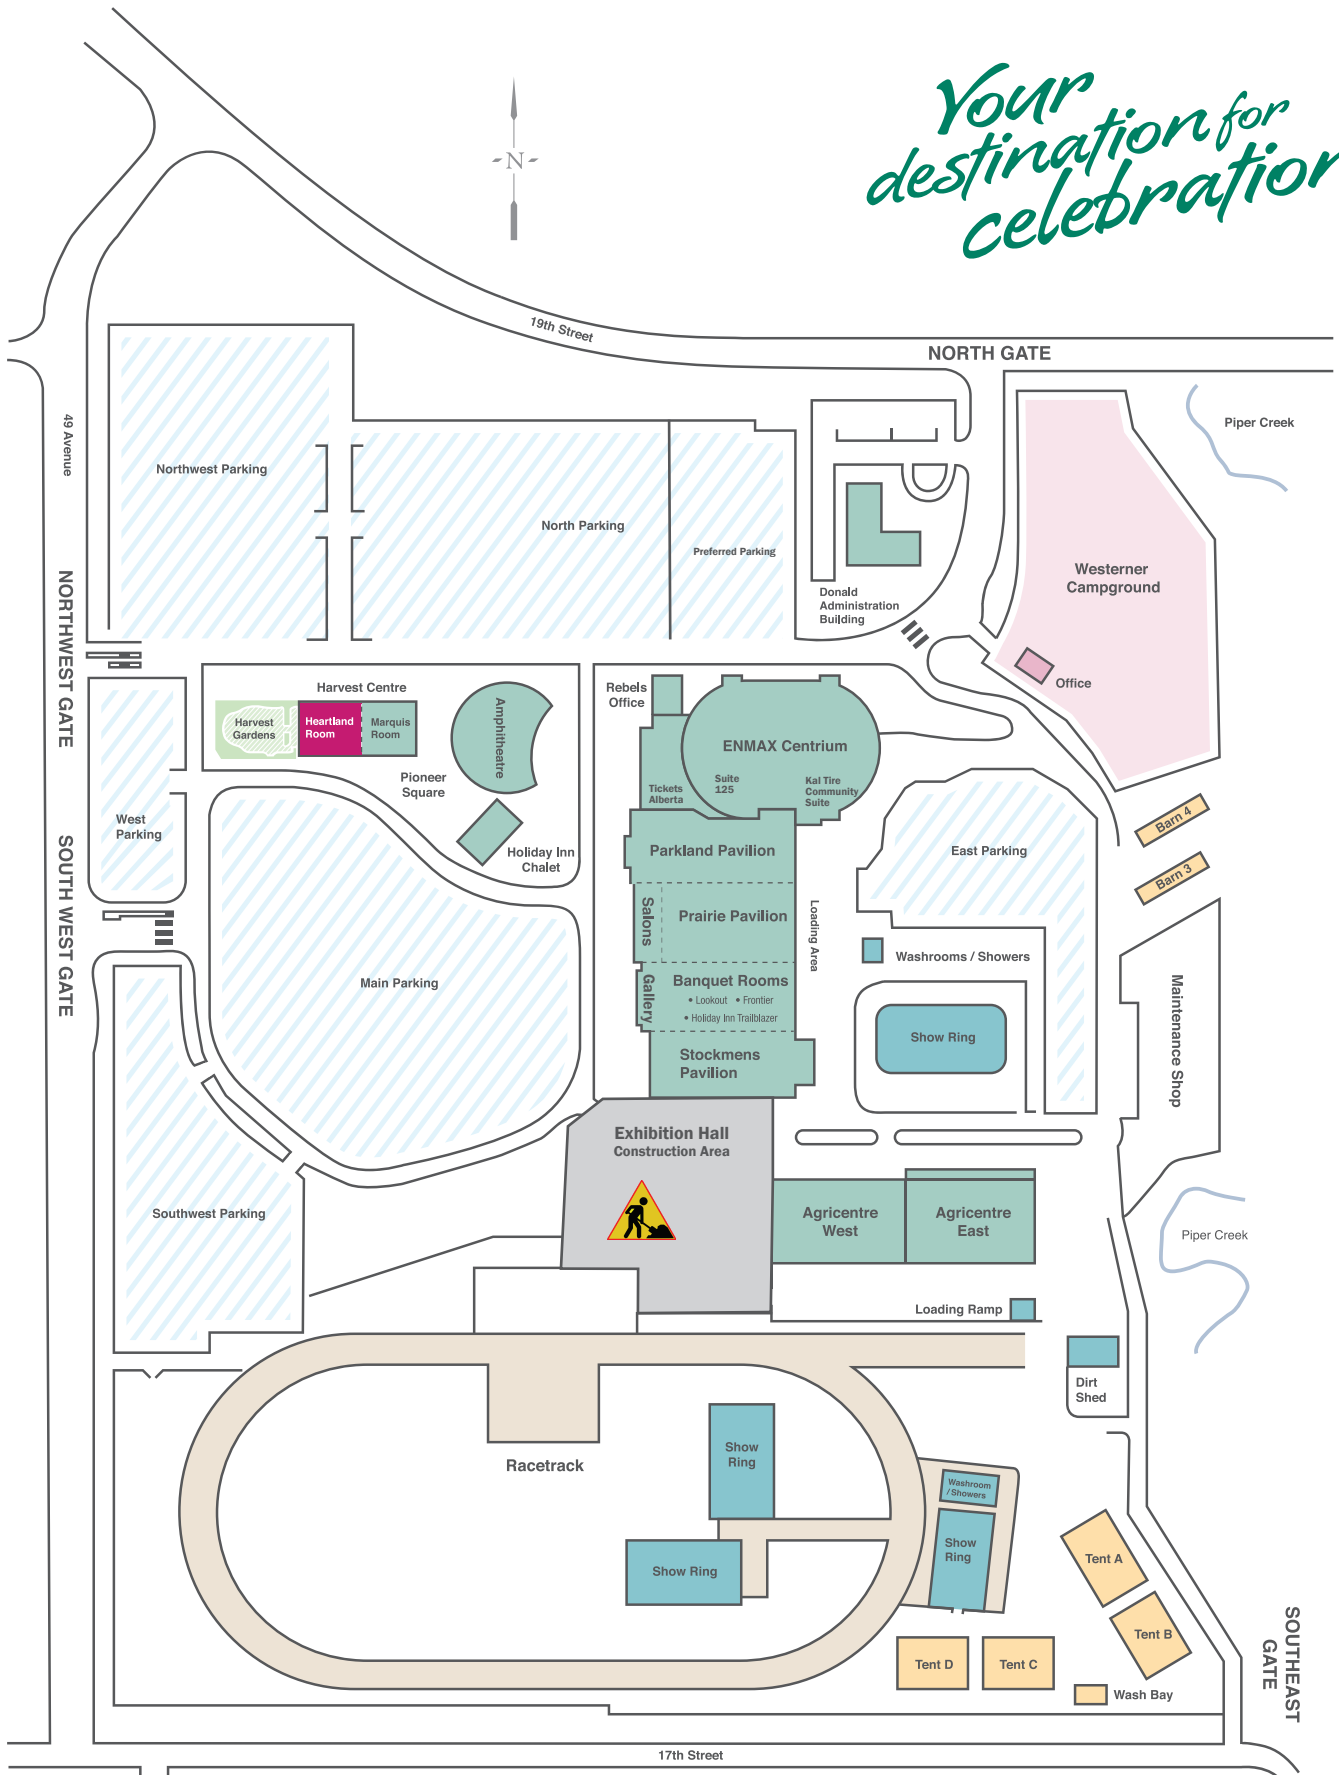 Your
destination for
celebration
N
19th Street
NORTH GATE
49 Avenue
Piper Creek
Northwest Parking
North Parking
Preferred Parking
Westerner
Campground
Donald
Administration
Building
NORTHWEST GATE
Office
Harvest Centre
Harvest
Gardens
Heartland
Room
Marquis
Room
Amphitheatre
Rebels
Office
ENMAX Centrium
Suite
125
Kal Tire
Community
Suite
Tickets
Alberta
Pioneer
Square
West
Parking
Holiday Inn
Chalet
SOUTH WEST GATE
Parkland Pavilion
East Parking
Barn 4
Barn 3
Salons
Prairie Pavilion
Loading Area
Washrooms / Showers
Main Parking
Gallery
Banquet Rooms
• Lookout • Frontier
• Holiday Inn Trailblazer
Show Ring
Maintenance Shop
Stockmens
Pavilion
Exhibition Hall
Construction Area
Southwest Parking
Agricentre
West
Agricentre
East
Piper Creek
Loading Ramp
Dirt
Shed
Racetrack
Show
Ring
Show Ring
Washroom
/ Showers
Show
Ring
Tent A
Tent B
Tent D
Tent C
Wash Bay
SOUTHEAST
GATE
17th Street